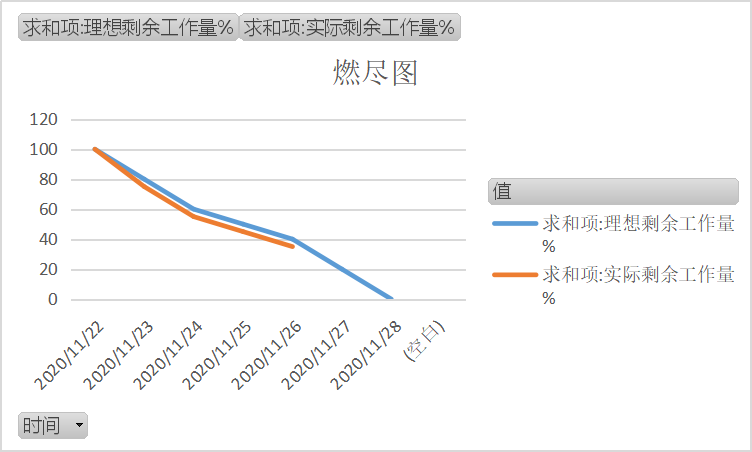 求和项:理想剩余工作量% 求和项:实际剩余工作量%
燃尽图
120
100
80
60
40
20
0
2020/11/22 2020/11/23 2020/11/24 2020/11/25 2020/11/26 2020/11/27 2020/11/28 (空白)
值
求和项:理想剩余工作量
%
求和项:实际剩余工作量
%
时间